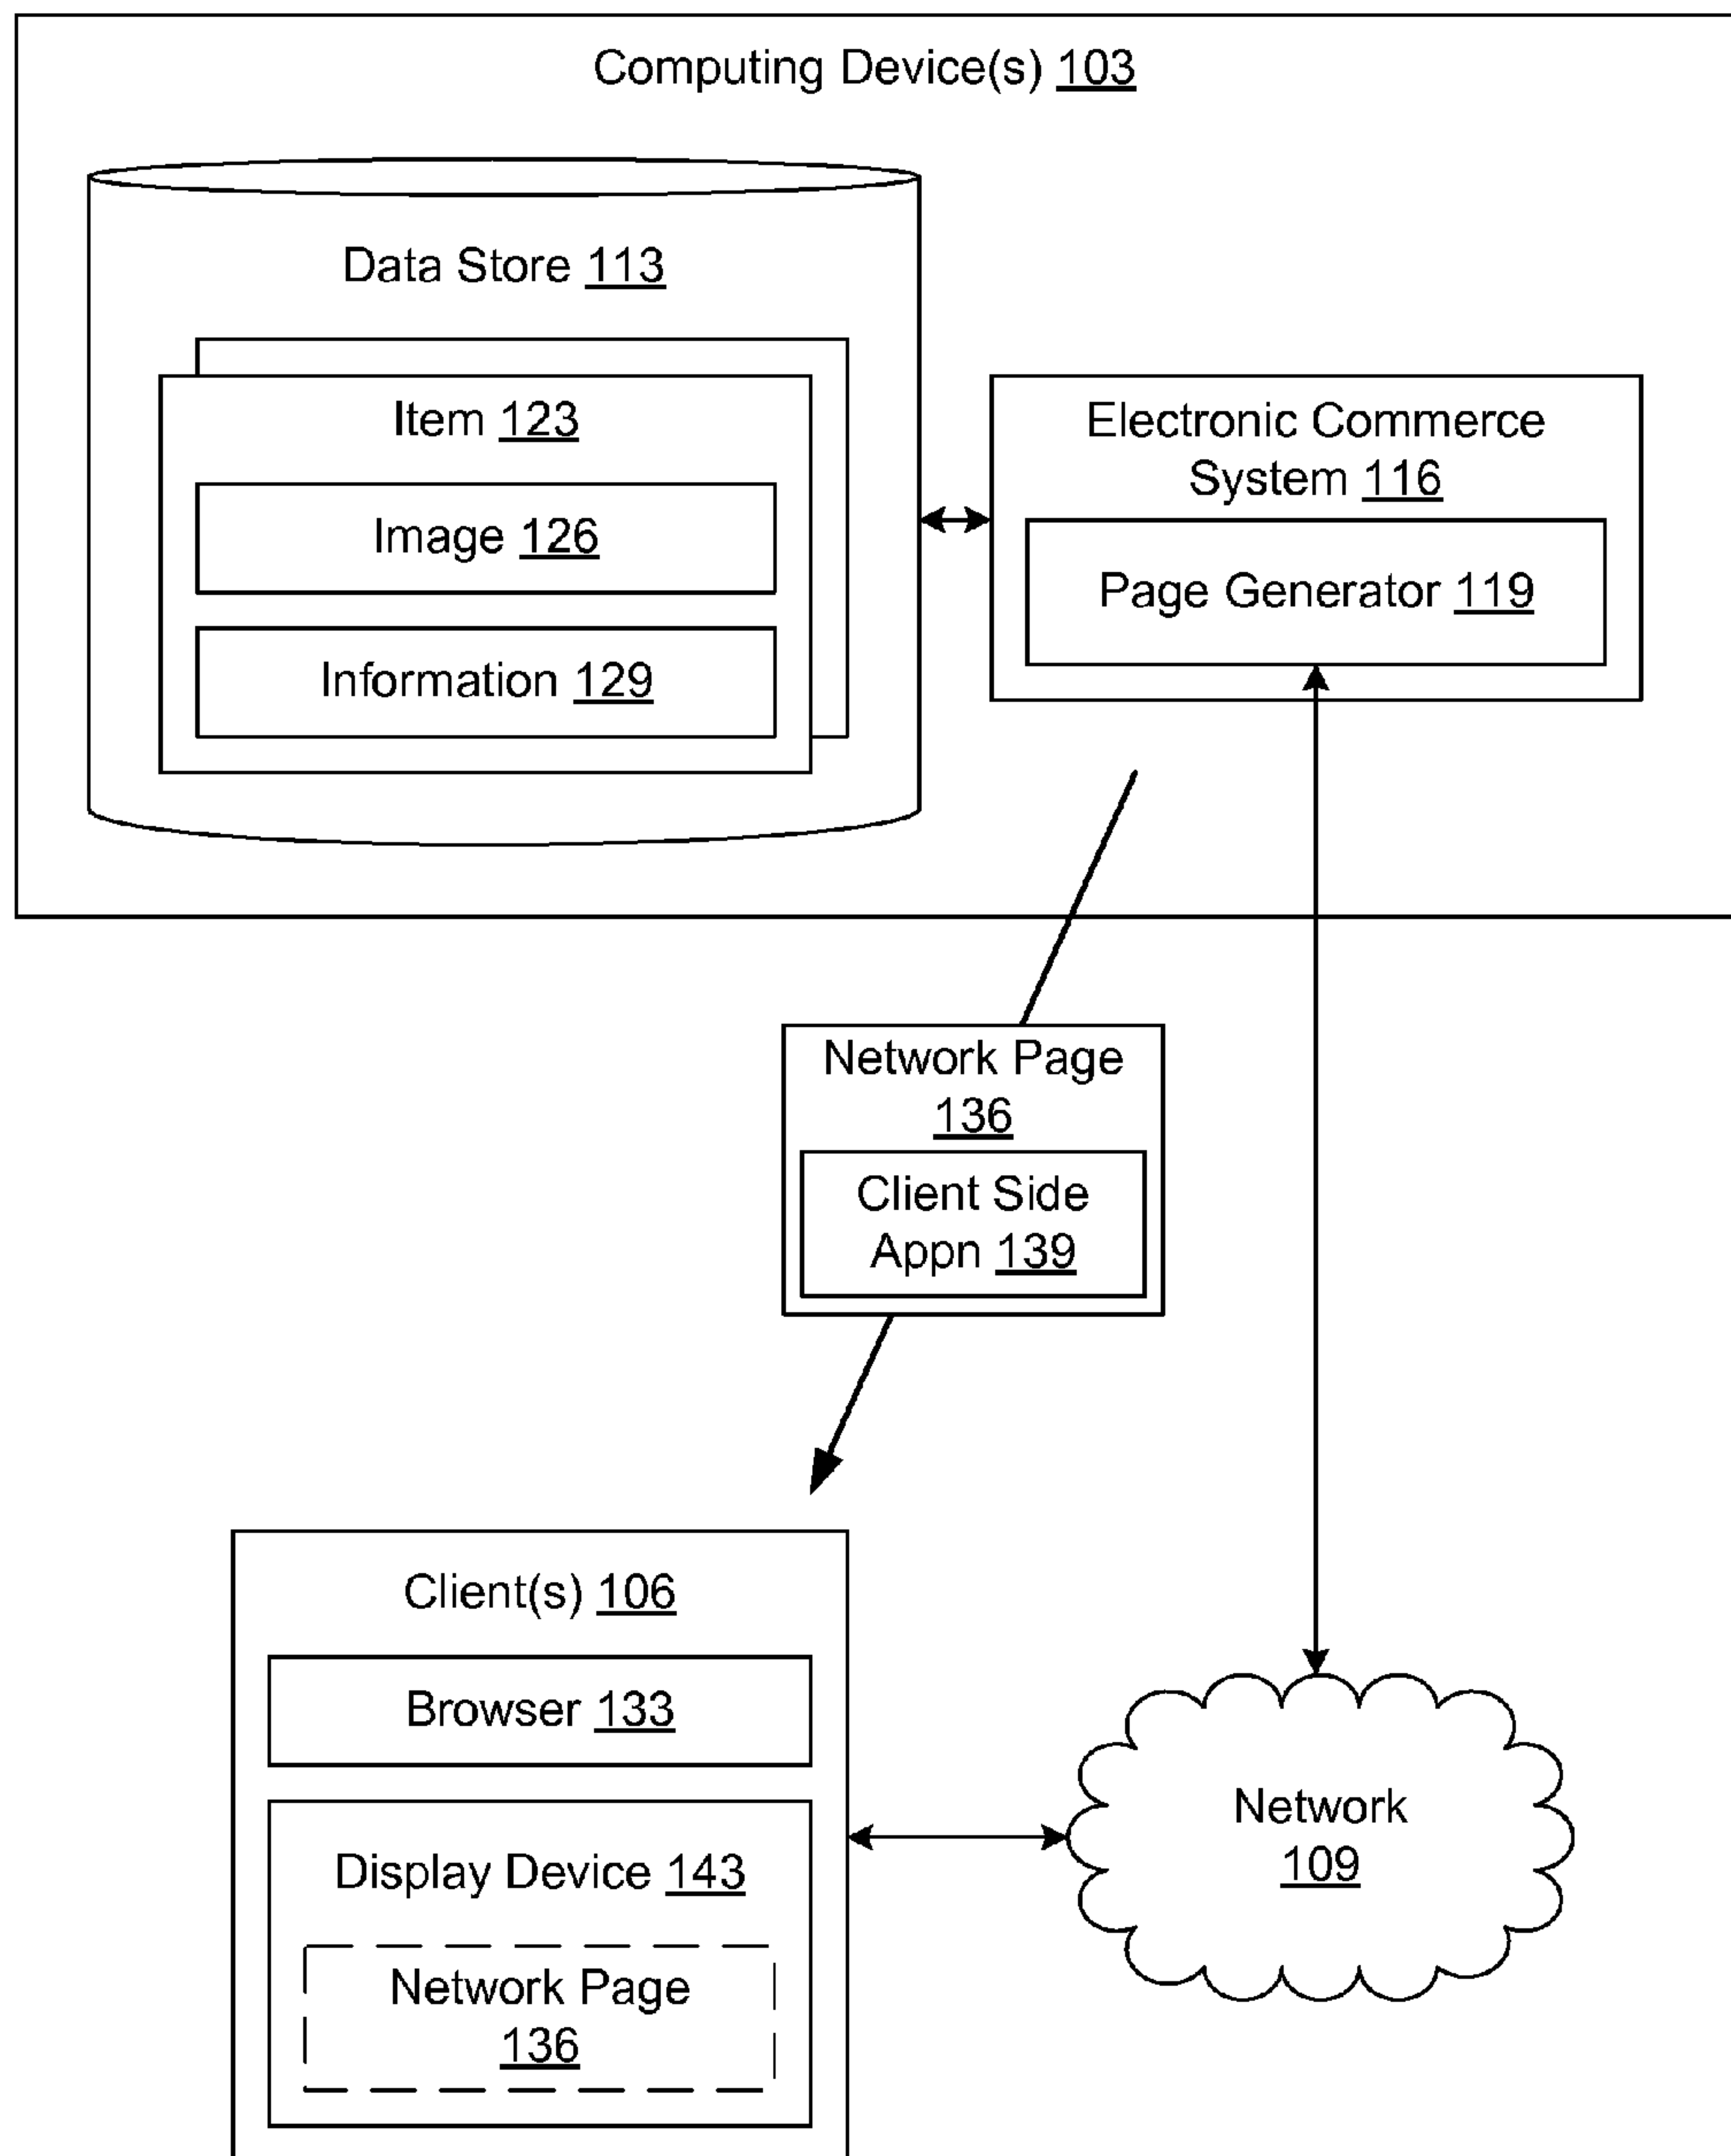 Computing Device(s) 103
Data Store 113
Item 123
Image 126
Information 129
Electronic Commerce
System 116
Page Generator 119
Network Page
136
Client Side
Appn 139
Client(s) 106
Browser 133
Display Device 143
Network Page
136
Network
109